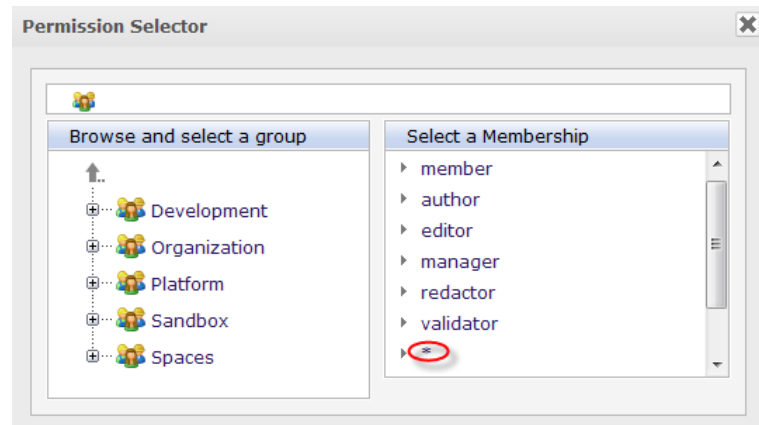 Permission Selector
Browse and select a group
Select a Membership
..
Development
Organization
Platform
Sandbox
Spaces
member
author
editor
manager
redactor
validator
*